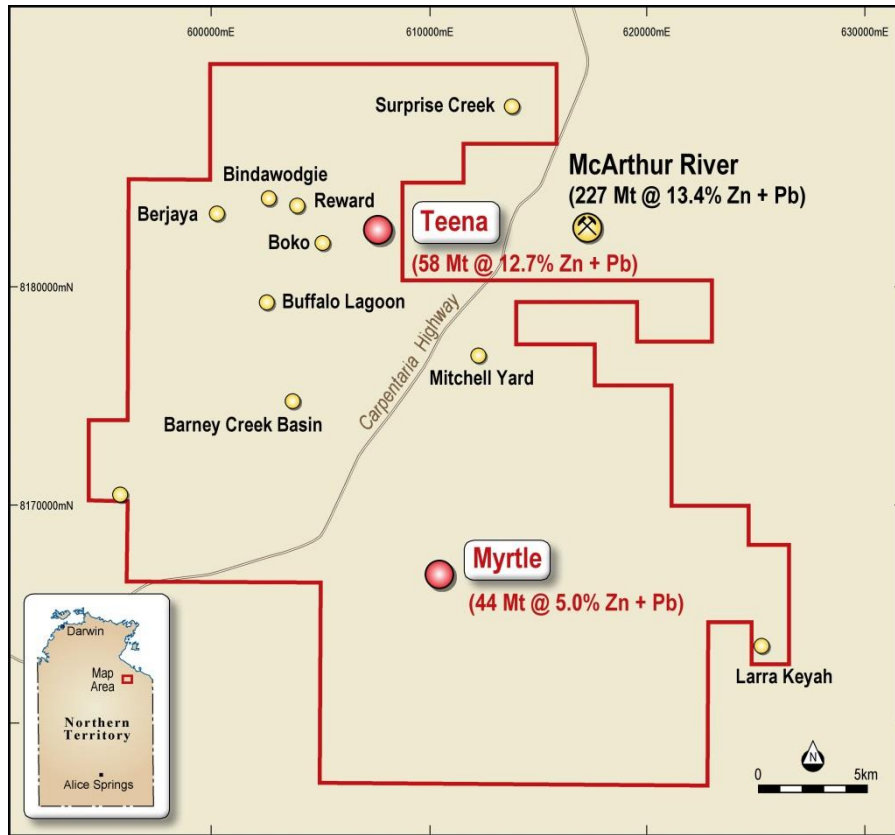 600000mE
610000mE
620000mE
630000mE
Surprise Creek
McArthur River
(227 Mt @ 13.4% Zn + Pb)
Bindawodgie
Reward
Berjaya
Teena
Boko
(58 Mt @ 12.7% Zn + Pb)
8180000mN
Buffalo Lagoon
Carpentaria Highway
Mitchell Yard
Barney Creek Basin
8170000mN
Myrtle
(44 Mt @ 5.0% Zn + Pb)
Larra Keyah
Darwin
Map
Area
Northern
Territory
Alice Springs
N
0
5km